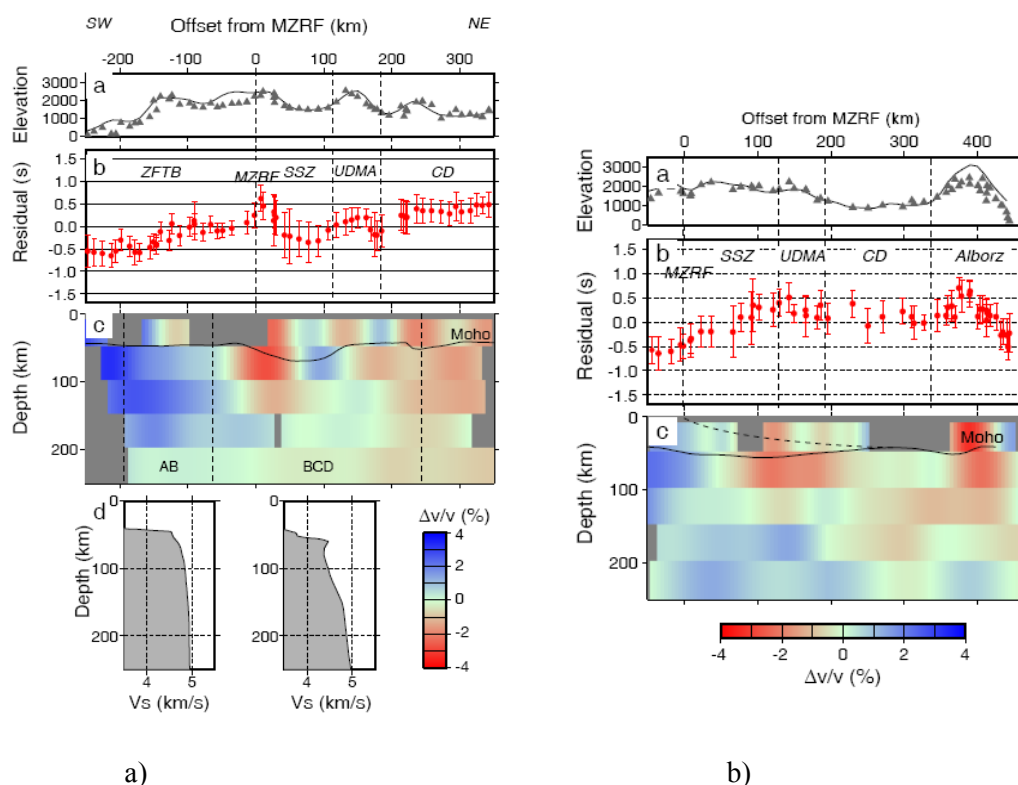 SW Offset from MZRF (km) NE
-200 -100 0 100 200 300
a
Elevation
3000
2000
1000
0
b
Residual (s)
1.5
1.0
0.5
0.0
-0.5
-1.0
-1.5
ZFTB MZRF SSZ UDMA CD
c
Depth (km)
0
100
200
Moho
AB BCD
d
Depth (km)
0
100
200
4 5
Vs (km/s)
0
100
200
4 5
Vs (km/s)
Δv/v (%)
4
2
0
-2
-4
a)
Offset from MZRF (km)
0 100 200 300 400
a
Elevation
3000
2000
1000
0
b
Residual (s)
1.5
1.0
0.5
0.0
-0.5
-1.0
-1.5
MZRF SSZ UDMA CD Alborz
c
Depth (km)
0
100
200
Moho
-4 -2 0 2 4
Δv/v (%)
b)